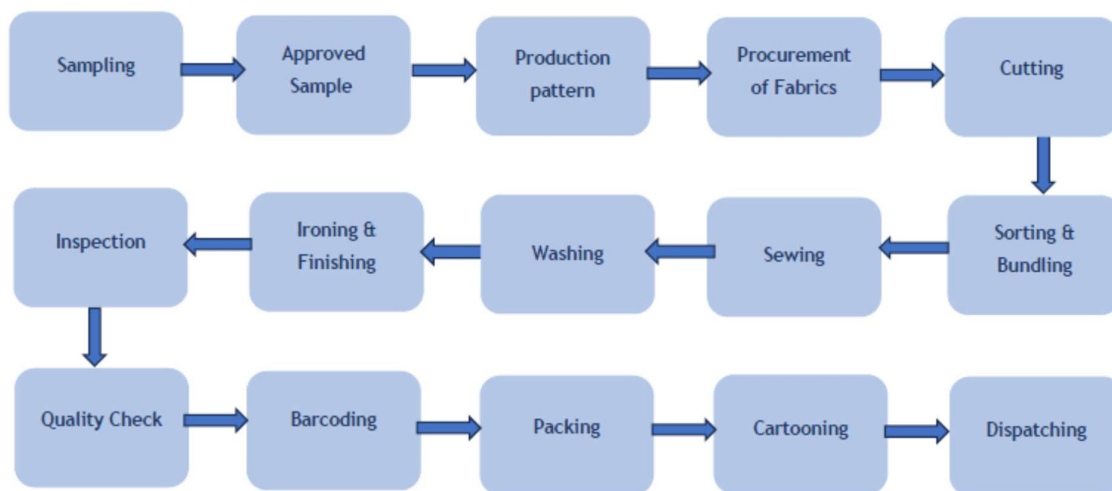 Sampling
Approved
Sample
Production
pattern
Procurement
of Fabrics
Cutting
Sorting &
Bundling
Sewing
Washing
Ironing &
Finishing
Inspection
Quality Check
Barcoding
Packing
Cartooning
Dispatching